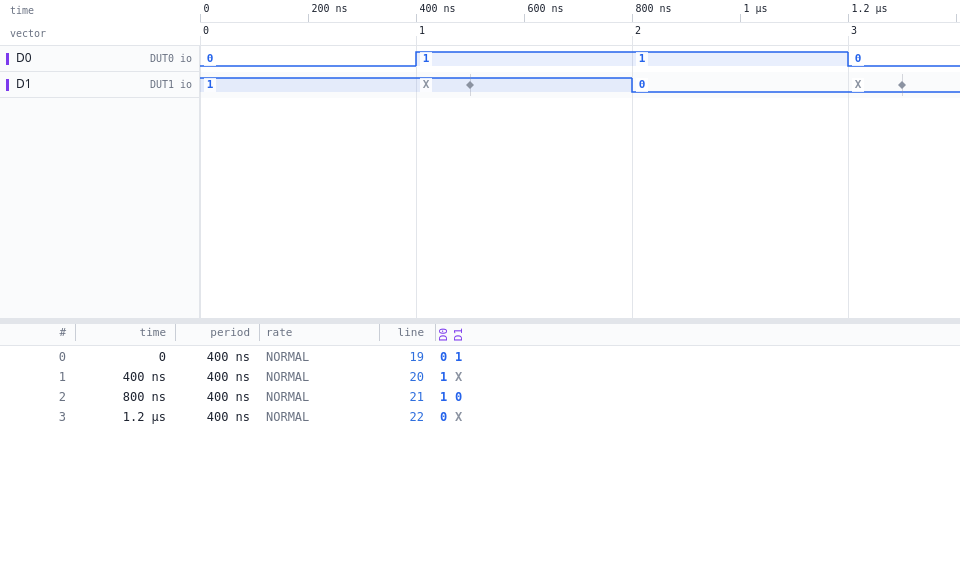 time 0 200 ns 400 ns 600 ns 800 ns 1 µs 1.2 µs
vector 0 1 2 3
D0 DUT0 io 0 1 1 0
D1 DUT1 io 1 X 0 X
# time period rate line D0 D1
0 0 400 ns NORMAL 19 0 1
1 400 ns 400 ns NORMAL 20 1 X
2 800 ns 400 ns NORMAL 21 1 0
3 1.2 µs 400 ns NORMAL 22 0 X